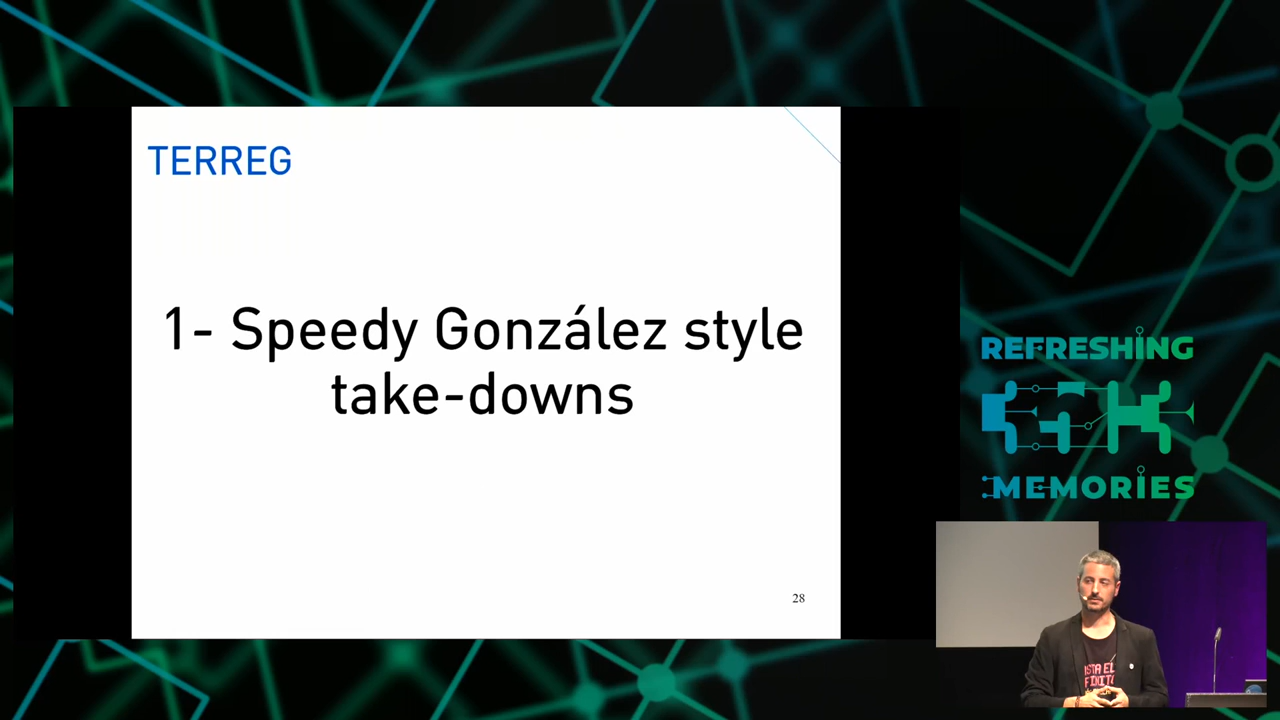 TERREG
1- Speedy González style
take-downs
28
REFRESHING
MEMORIES